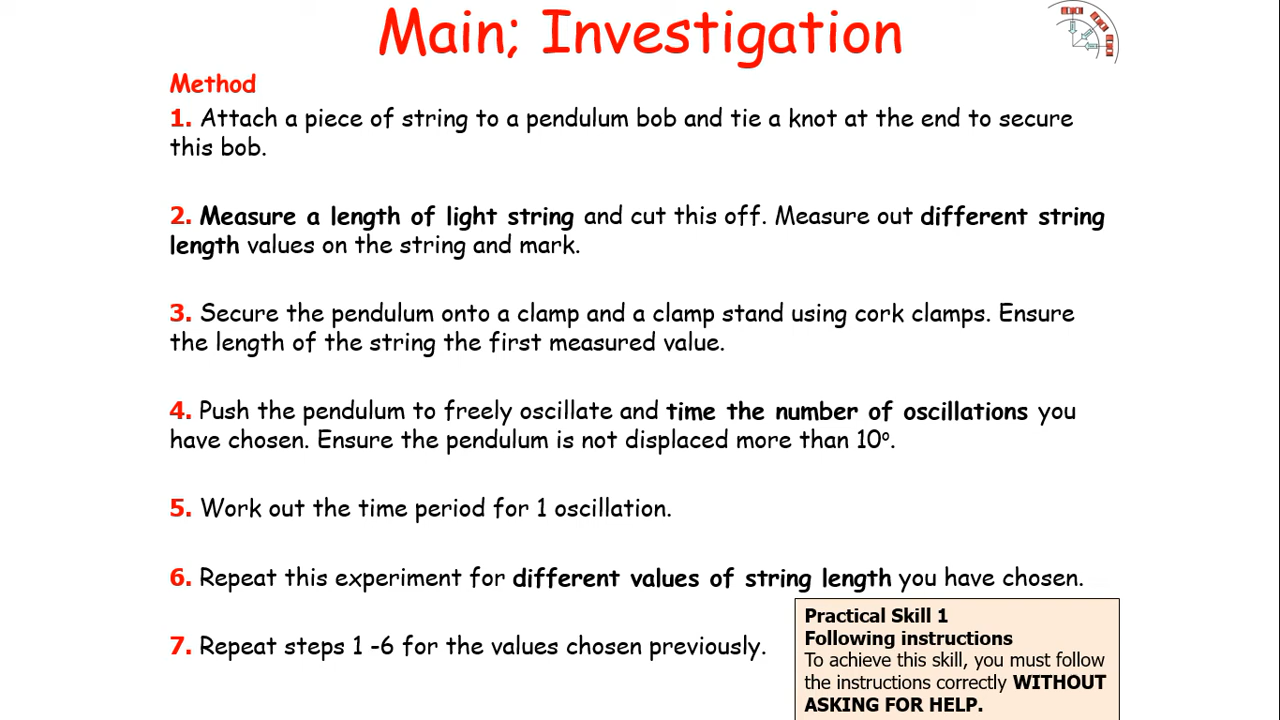 Main; Investigation
Method
1. Attach a piece of string to a pendulum bob and tie a knot at the end to secure
this bob.
2. Measure a length of light string and cut this off. Measure out different string
length values on the string and mark.
3. Secure the pendulum onto a clamp and a clamp stand using cork clamps. Ensure
the length of the string the first measured value.
4. Push the pendulum to freely oscillate and time the number of oscillations you
have chosen. Ensure the pendulum is not displaced more than 10º.
5. Work out the time period for 1 oscillation.
6. Repeat this experiment for different values of string length you have chosen.
7. Repeat steps 1 -6 for the values chosen previously.
Practical Skill 1
Following instructions
To achieve this skill, you must follow
the instructions correctly WITHOUT
ASKING FOR HELP.